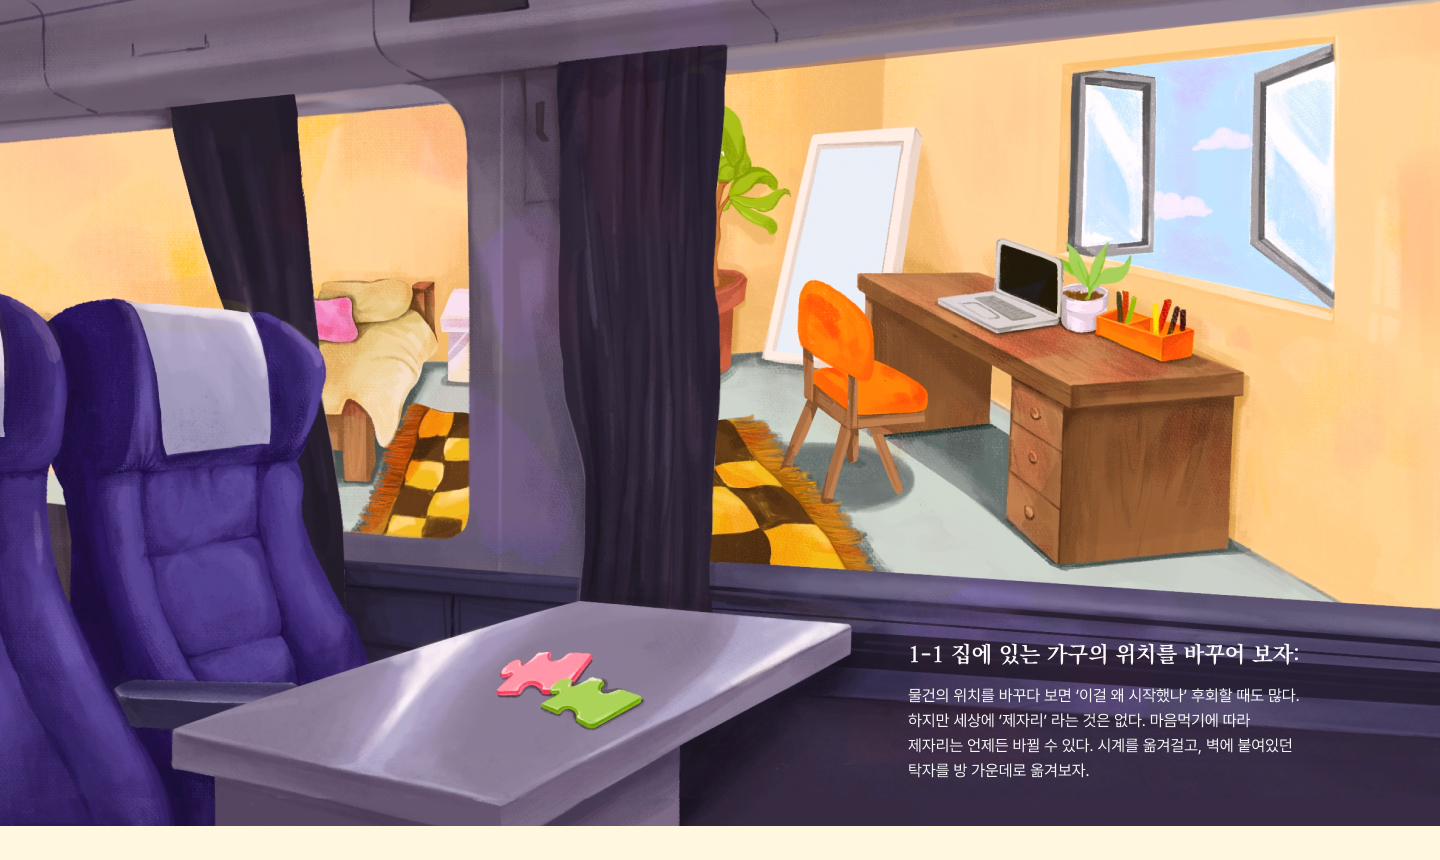 1-1 집에 있는 가구의 위치를 바꾸어 보자:
물건의 위치를 바꾸다 보면 ‘이걸 왜 시작했나’ 후회할 때도 많다.
하지만 세상에 ‘제자리’ 라는 것은 없다. 마음먹기에 따라
제자리는 언제든 바뀔 수 있다. 시계를 옮겨걸고, 벽에 붙여있던
탁자를 방 가운데로 옮겨보자.